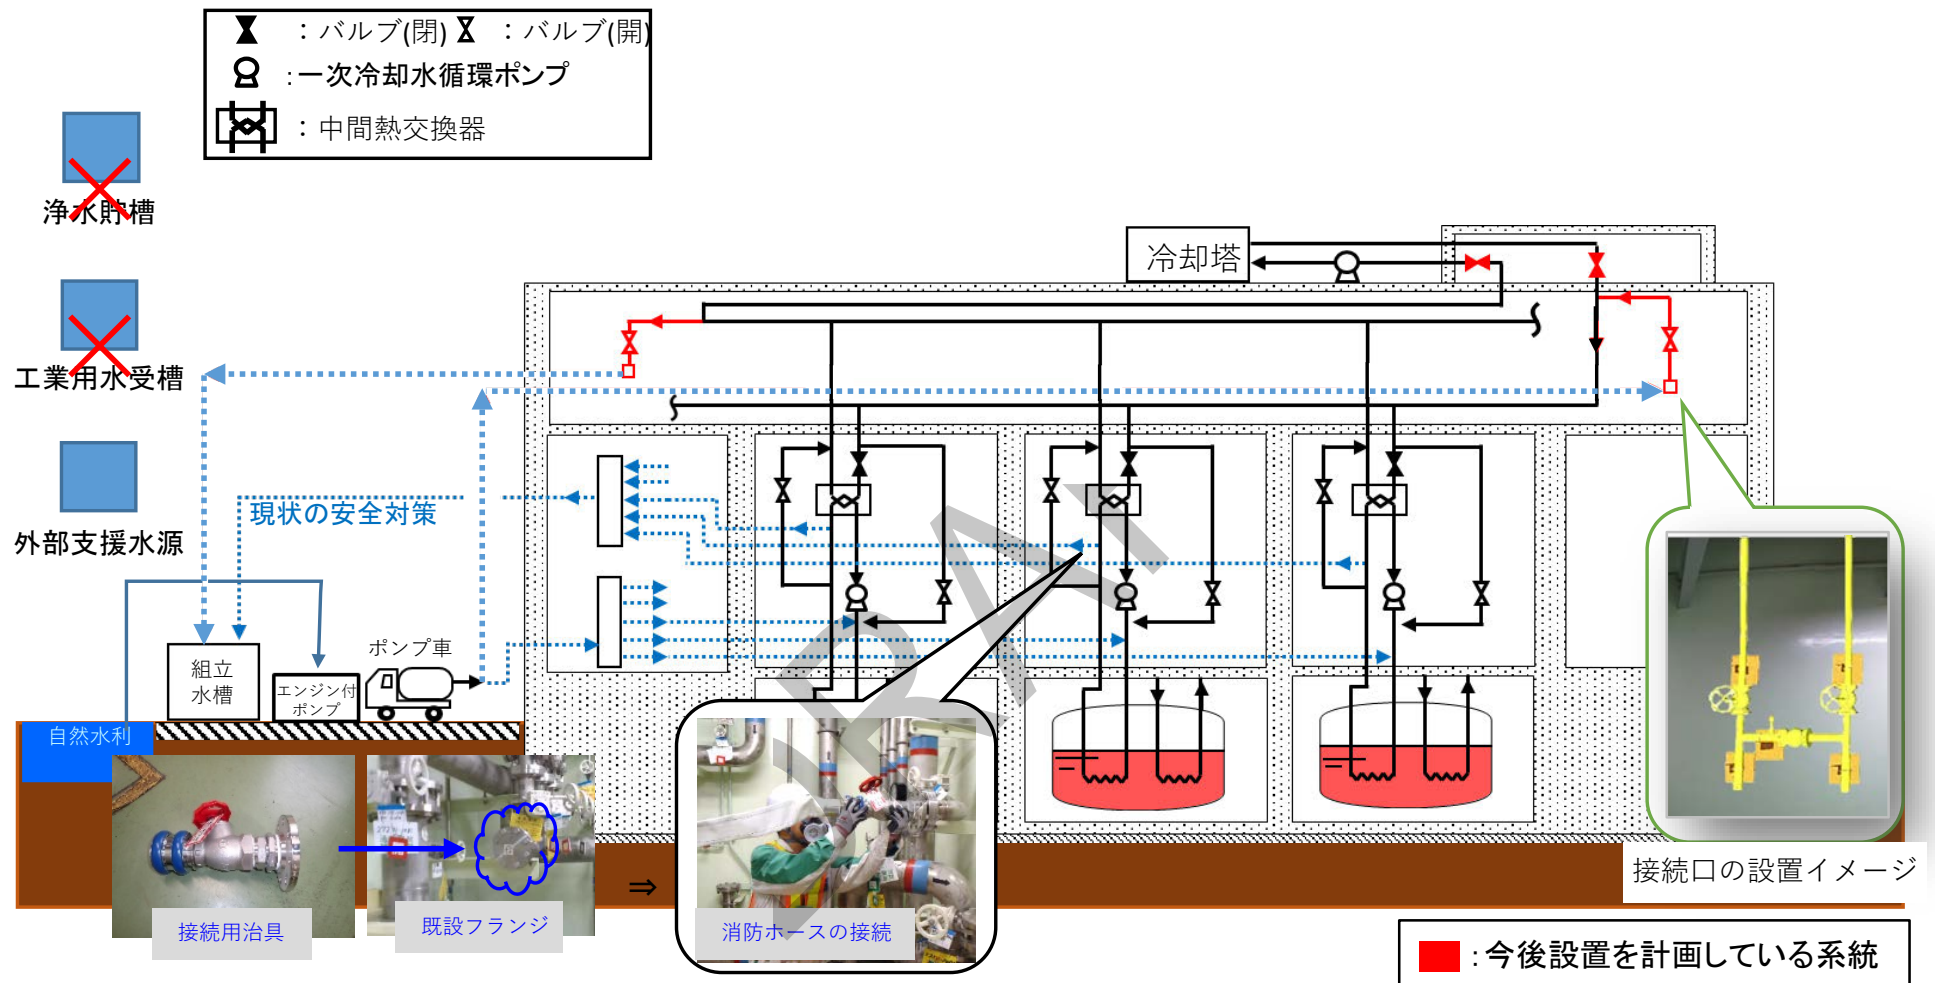 ：バルブ(閉)
：バルブ(開)
：一次冷却水循環ポンプ
：中間熱交換器
浄水貯槽
工業用水受槽
外部支援水源
冷却塔
現状の安全対策
組立
水槽
エンジン付
ポンプ
ポンプ車
自然水利
接続用治具
既設フランジ
⇒
消防ホースの接続
接続口の設置イメージ
：今後設置を計画している系統
DRAFT